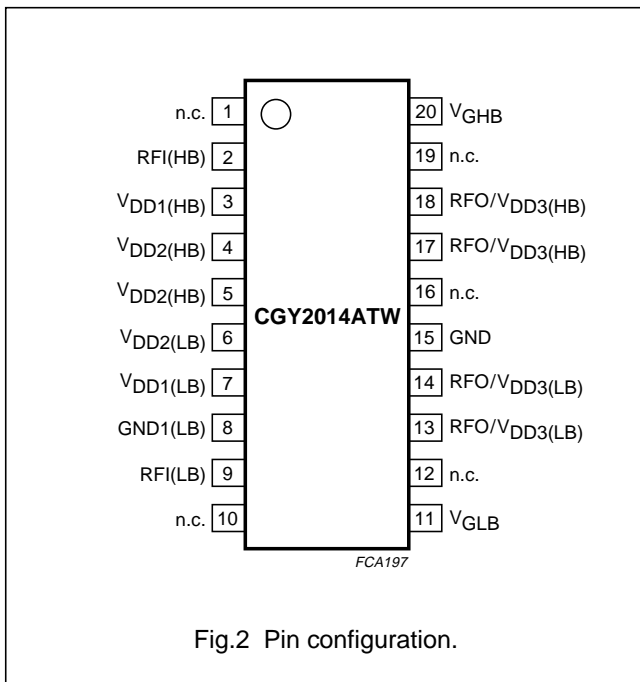 n.c. 1
RFI(HB) 2
VDD1(HB) 3
VDD2(HB) 4
VDD2(HB) 5
VDD2(LB) 6
VDD1(LB) 7
GND1(LB) 8
RFI(LB) 9
n.c. 10
CGY2014ATW
20 VGHB
19 n.c.
18 RFO/VDD3(HB)
17 RFO/VDD3(HB)
16 n.c.
15 GND
14 RFO/VDD3(LB)
13 RFO/VDD3(LB)
12 n.c.
11 VGLB
FCA197
Fig.2 Pin configuration.